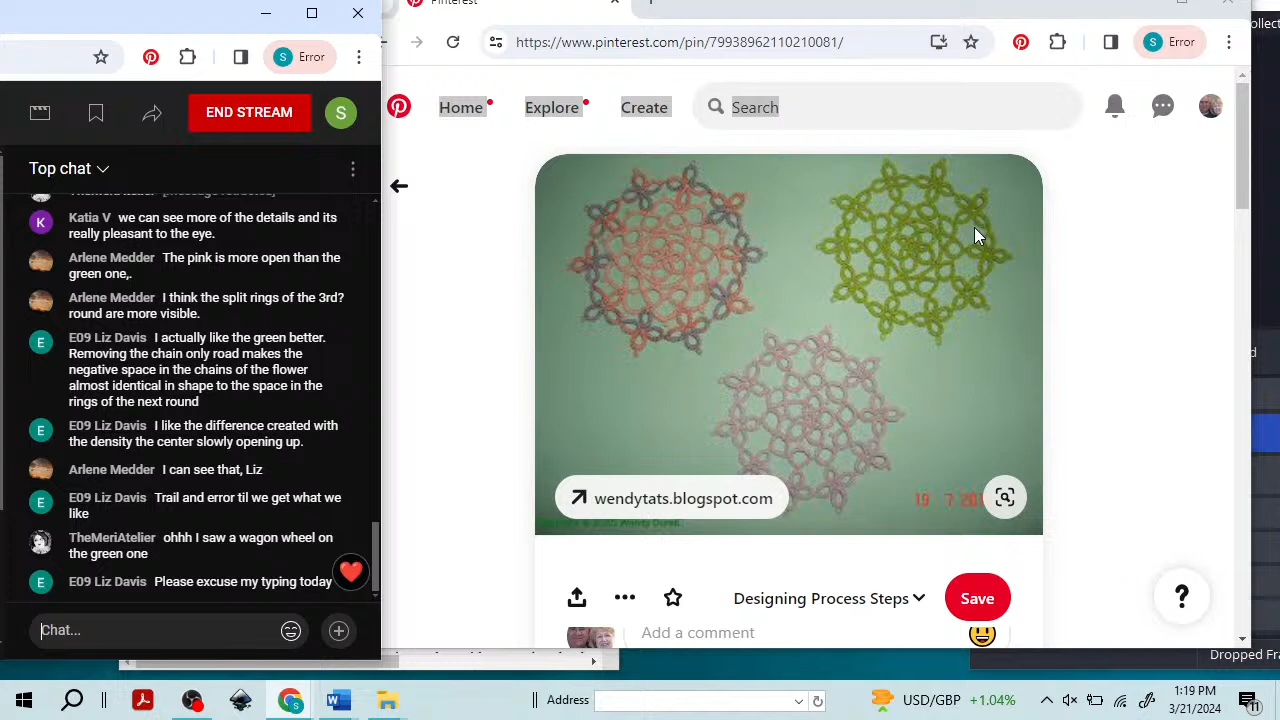 Pinterest
S Error
https://www.pinterest.com/pin/79938962110210081/
S Error
END STREAM
S
Home
Explore
Create
Search
Top chat
K Katia V we can see more of the details and its
really pleasant to the eye.
Arlene Medder The pink is more open than the
green one,.
Arlene Medder I think the split rings of the 3rd?
round are more visible.
E E09 Liz Davis I actually like the green better.
Removing the chain only road makes the
negative space in the chains of the flower
almost identical in shape to the space in the
rings of the next round
E E09 Liz Davis I like the difference created with
the density the center slowly opening up.
Arlene Medder I can see that, Liz
E E09 Liz Davis Trail and error til we get what we
like
TheMeriAtelier ohhh I saw a wagon wheel on
the green one
E E09 Liz Davis Please excuse my typing today
Chat...
wendytats.blogspot.com
19 7 20
Designing Process Steps
Save
Add a comment
?
Dropped Fra
Address
USD/GBP +1.04%
1:19 PM
3/21/2024
11